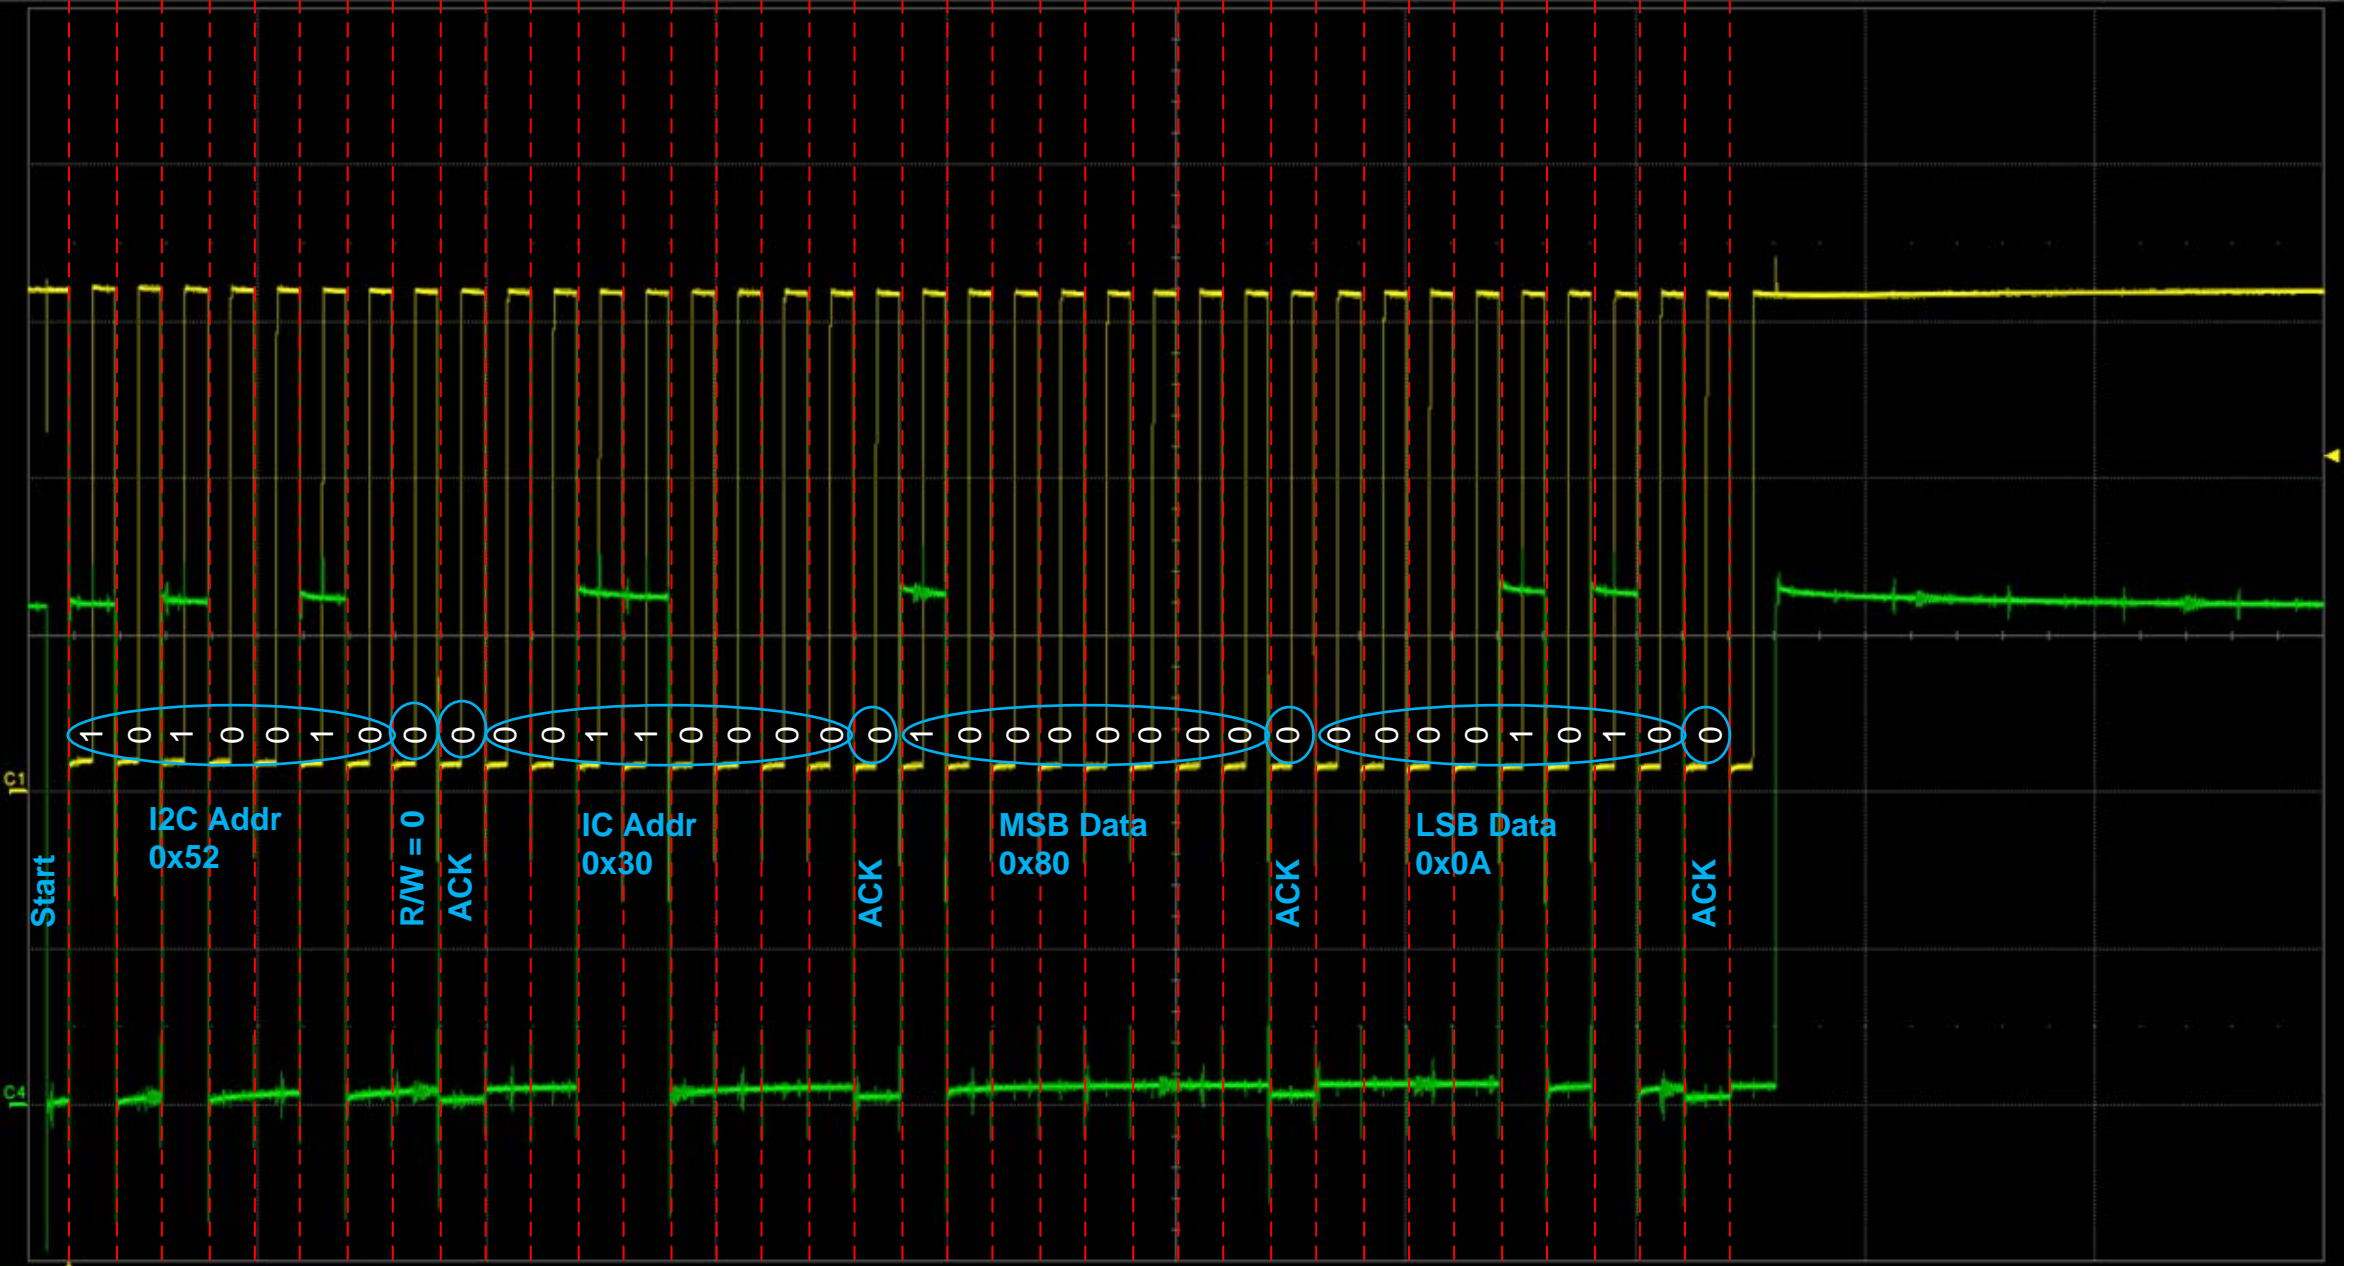 1 0 1 0 0 1 0 0 0 0 0 1 1 0 0 0 0 0 1 0 0 0 0 0 0 0 0 0 0 0 0 1 0 1 0 0
C1
I2C Addr
0x52
IC Addr
0x30
MSB Data
0x80
LSB Data
0x0A
Start
R/W = 0
ACK
ACK
ACK
ACK
C4